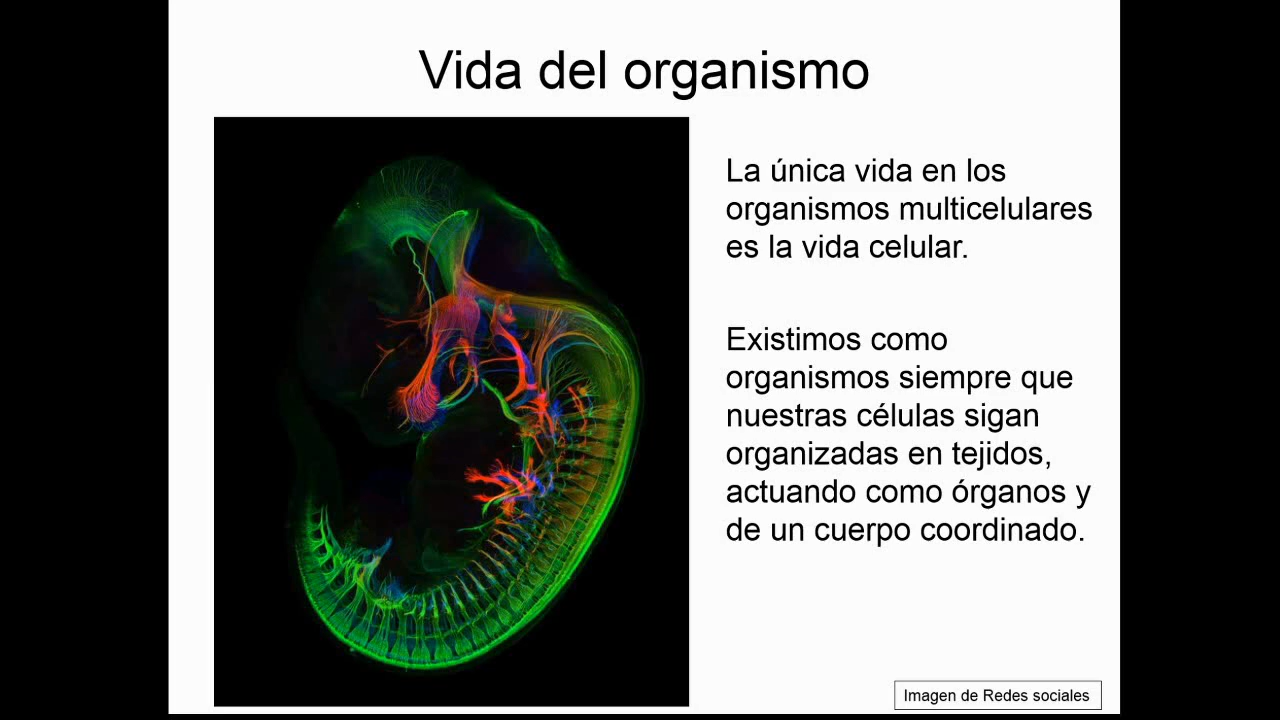 Vida del organismo
La única vida en los
organismos multicelulares
es la vida celular.
Existimos como
organismos siempre que
nuestras células sigan
organizadas en tejidos,
actuando como órganos y
de un cuerpo coordinado.
Imagen de Redes sociales